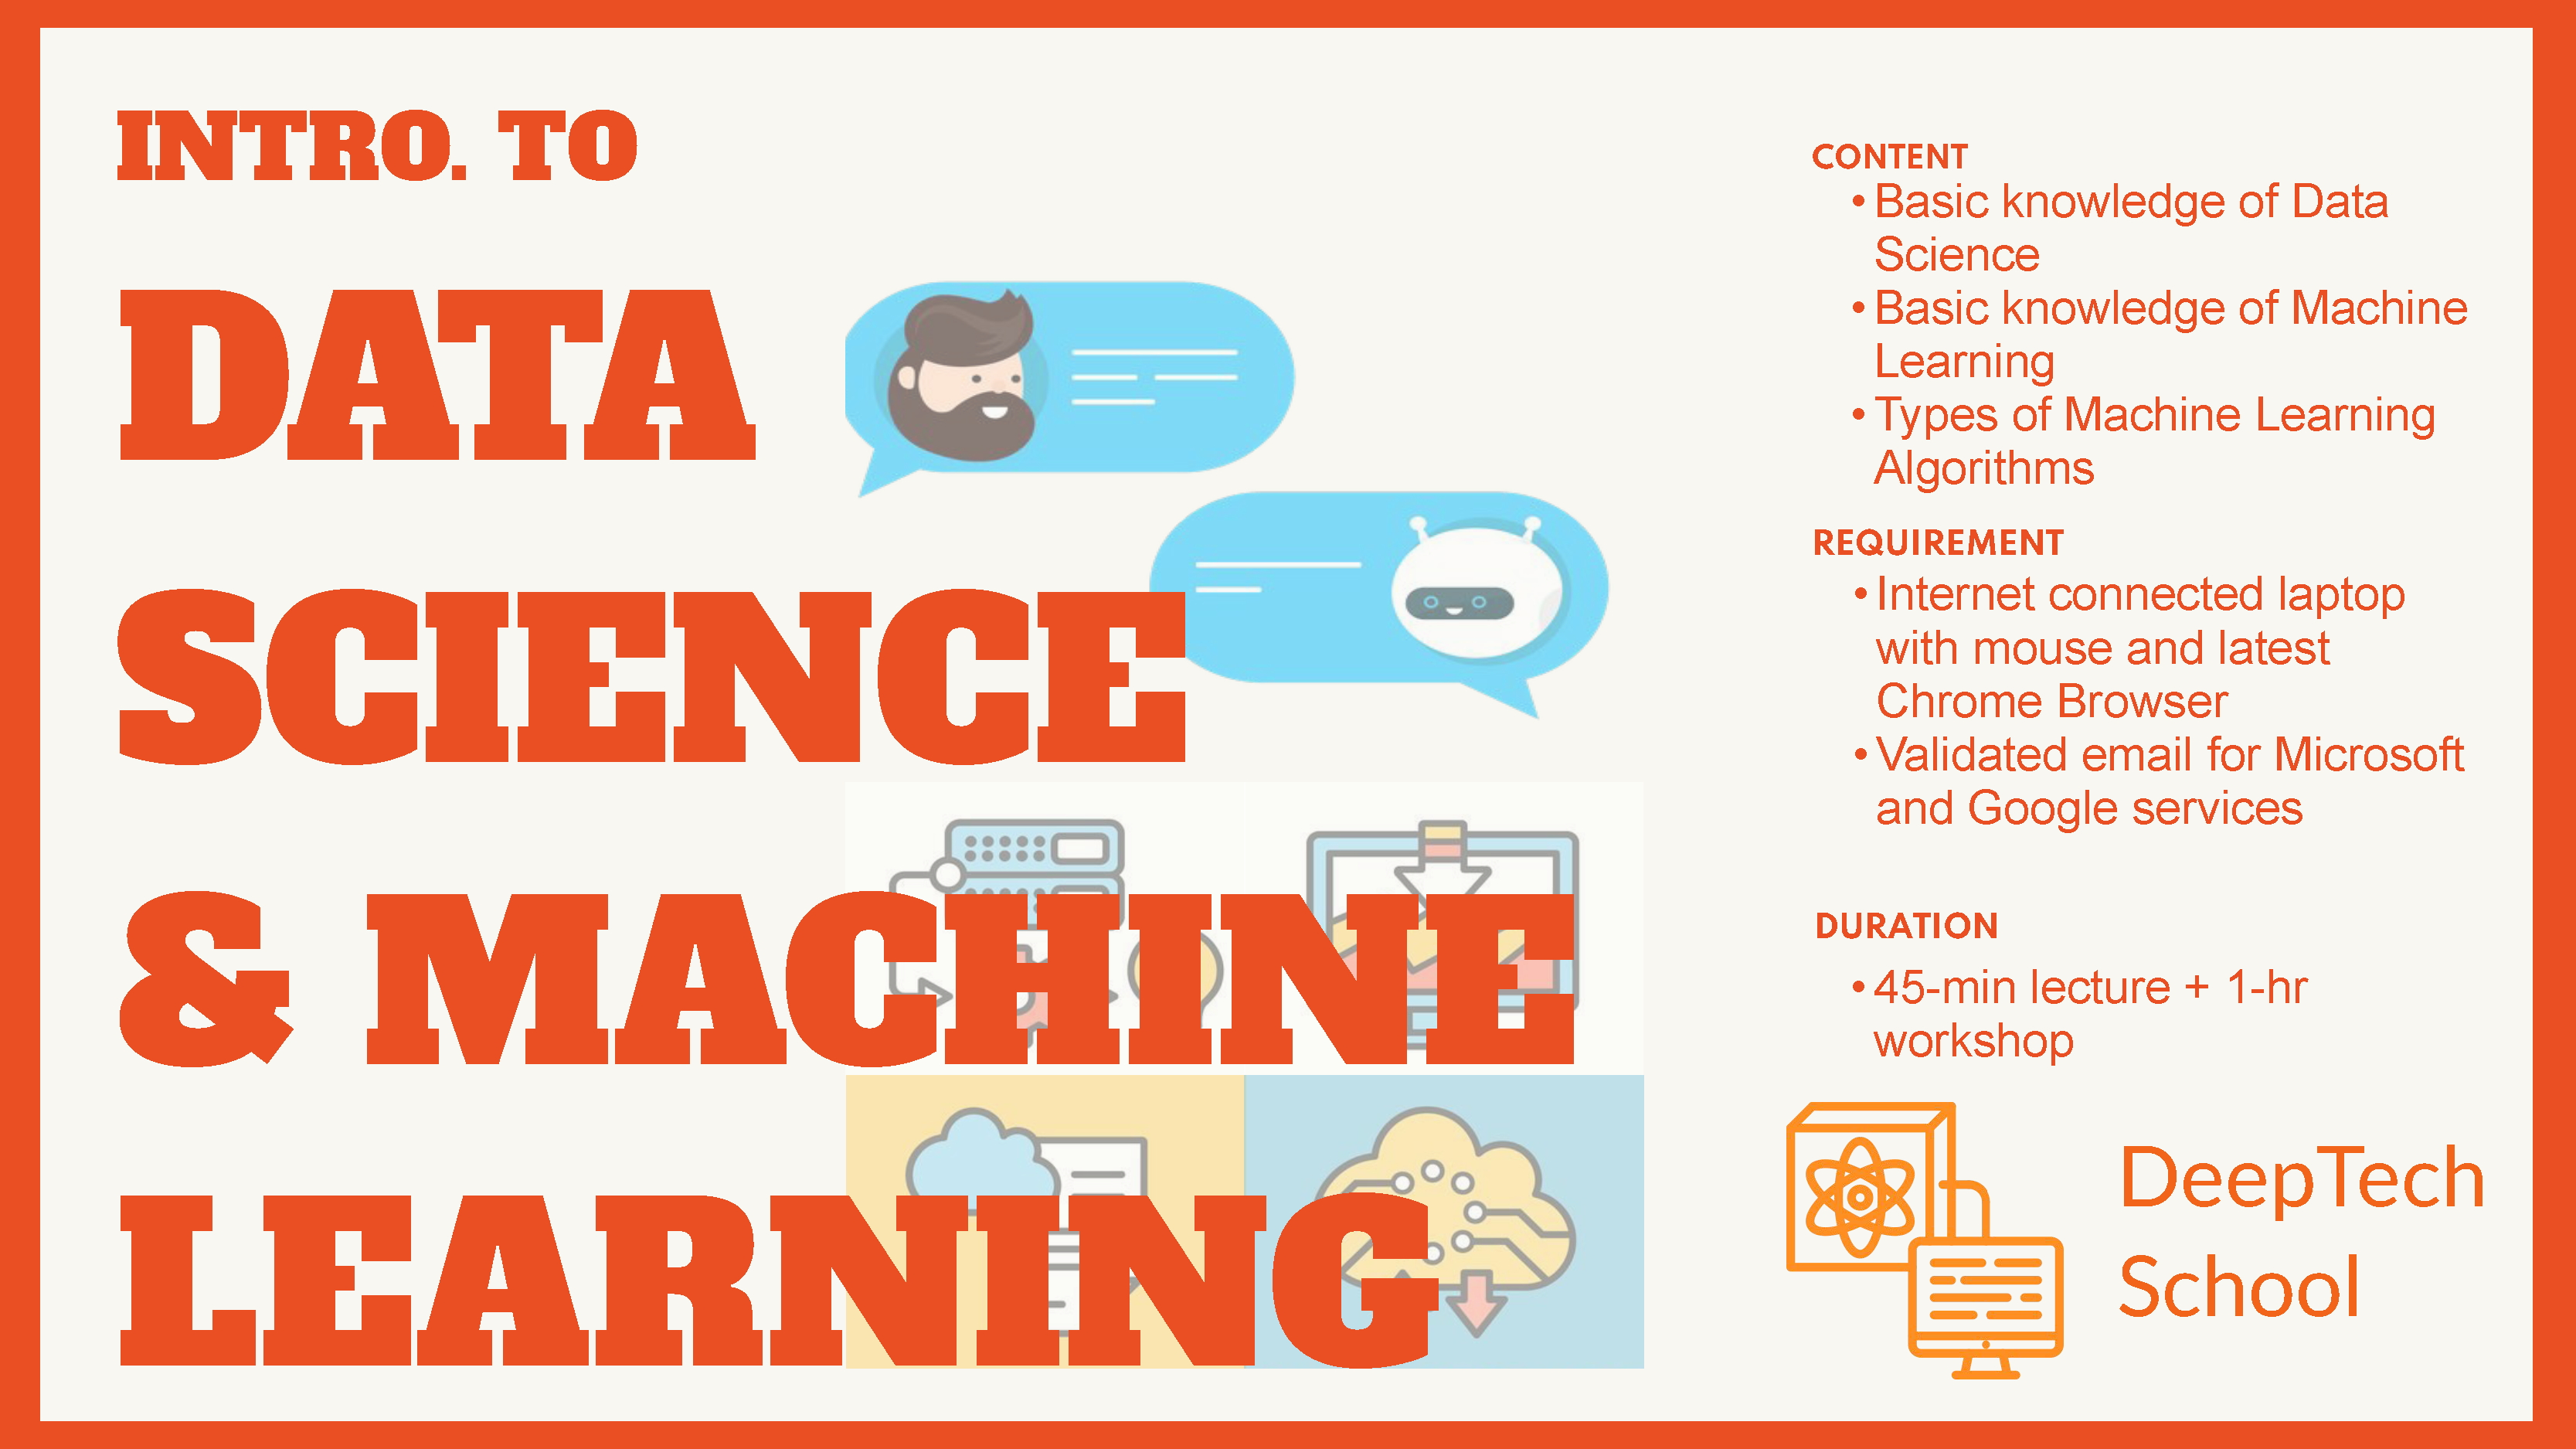 INTRO. TO
DATA
SCIENCE
& MACHINE
LEARNING
CONTENT
• Basic knowledge of Data
Science
• Basic knowledge of Machine
Learning
• Types of Machine Learning
Algorithms
REQUIREMENT
• Internet connected laptop
with mouse and latest
Chrome Browser
• Validated email for Microsoft
and Google services
DURATION
• 45-min lecture + 1-hr
workshop
DeepTech
School